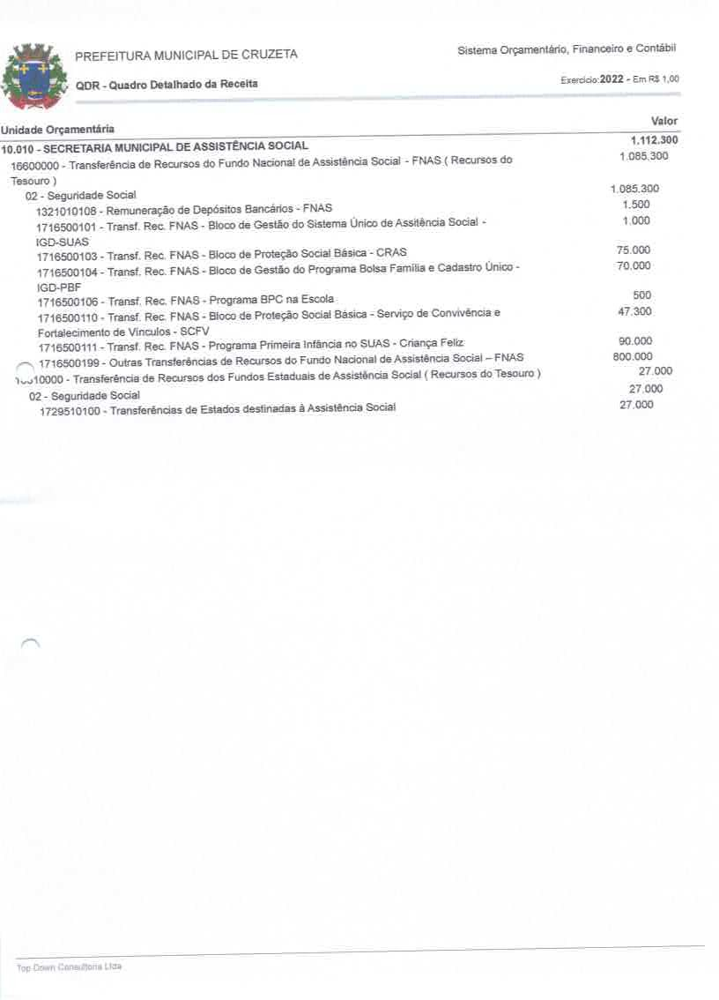 PREFEITURA MUNICIPAL DE CRUZETA
Sistema Orçamentário, Financeiro e Contábil
QDR - Quadro Detalhado da Receita
Exercício:2022 - Em R$ 1,00
Unidade Orçamentária Valor
10.010 - SECRETARIA MUNICIPAL DE ASSISTÊNCIA SOCIAL 1.112.300
16600000 - Transferência de Recursos do Fundo Nacional de Assistência Social - FNAS ( Recursos do 1.085.300
Tesouro )
02 - Seguridade Social 1.085.300
1321010108 - Remuneração de Depósitos Bancários - FNAS 1.500
1716500101 - Transf. Rec. FNAS - Bloco de Gestão do Sistema Único de Assitência Social - 1.000
IGD-SUAS
1716500103 - Transf. Rec. FNAS - Bloco de Proteção Social Básica - CRAS 75.000
1716500104 - Transf. Rec. FNAS - Bloco de Gestão do Programa Bolsa Família e Cadastro Único - 70.000
IGD-PBF
1716500106 - Transf. Rec. FNAS - Programa BPC na Escola 500
1716500110 - Transf. Rec. FNAS - Bloco de Proteção Social Básica - Serviço de Convivência e 47.300
Fortalecimento de Vínculos - SCFV
1716500111 - Transf. Rec. FNAS - Programa Primeira Infância no SUAS - Criança Feliz 90.000
1716500199 - Outras Transferências de Recursos do Fundo Nacional de Assistência Social – FNAS 800.000
10000 - Transferência de Recursos dos Fundos Estaduais de Assistência Social ( Recursos do Tesouro ) 27.000
02 - Seguridade Social 27.000
1729510100 - Transferências de Estados destinadas à Assistência Social 27.000
Top Down Consultoria Ltda